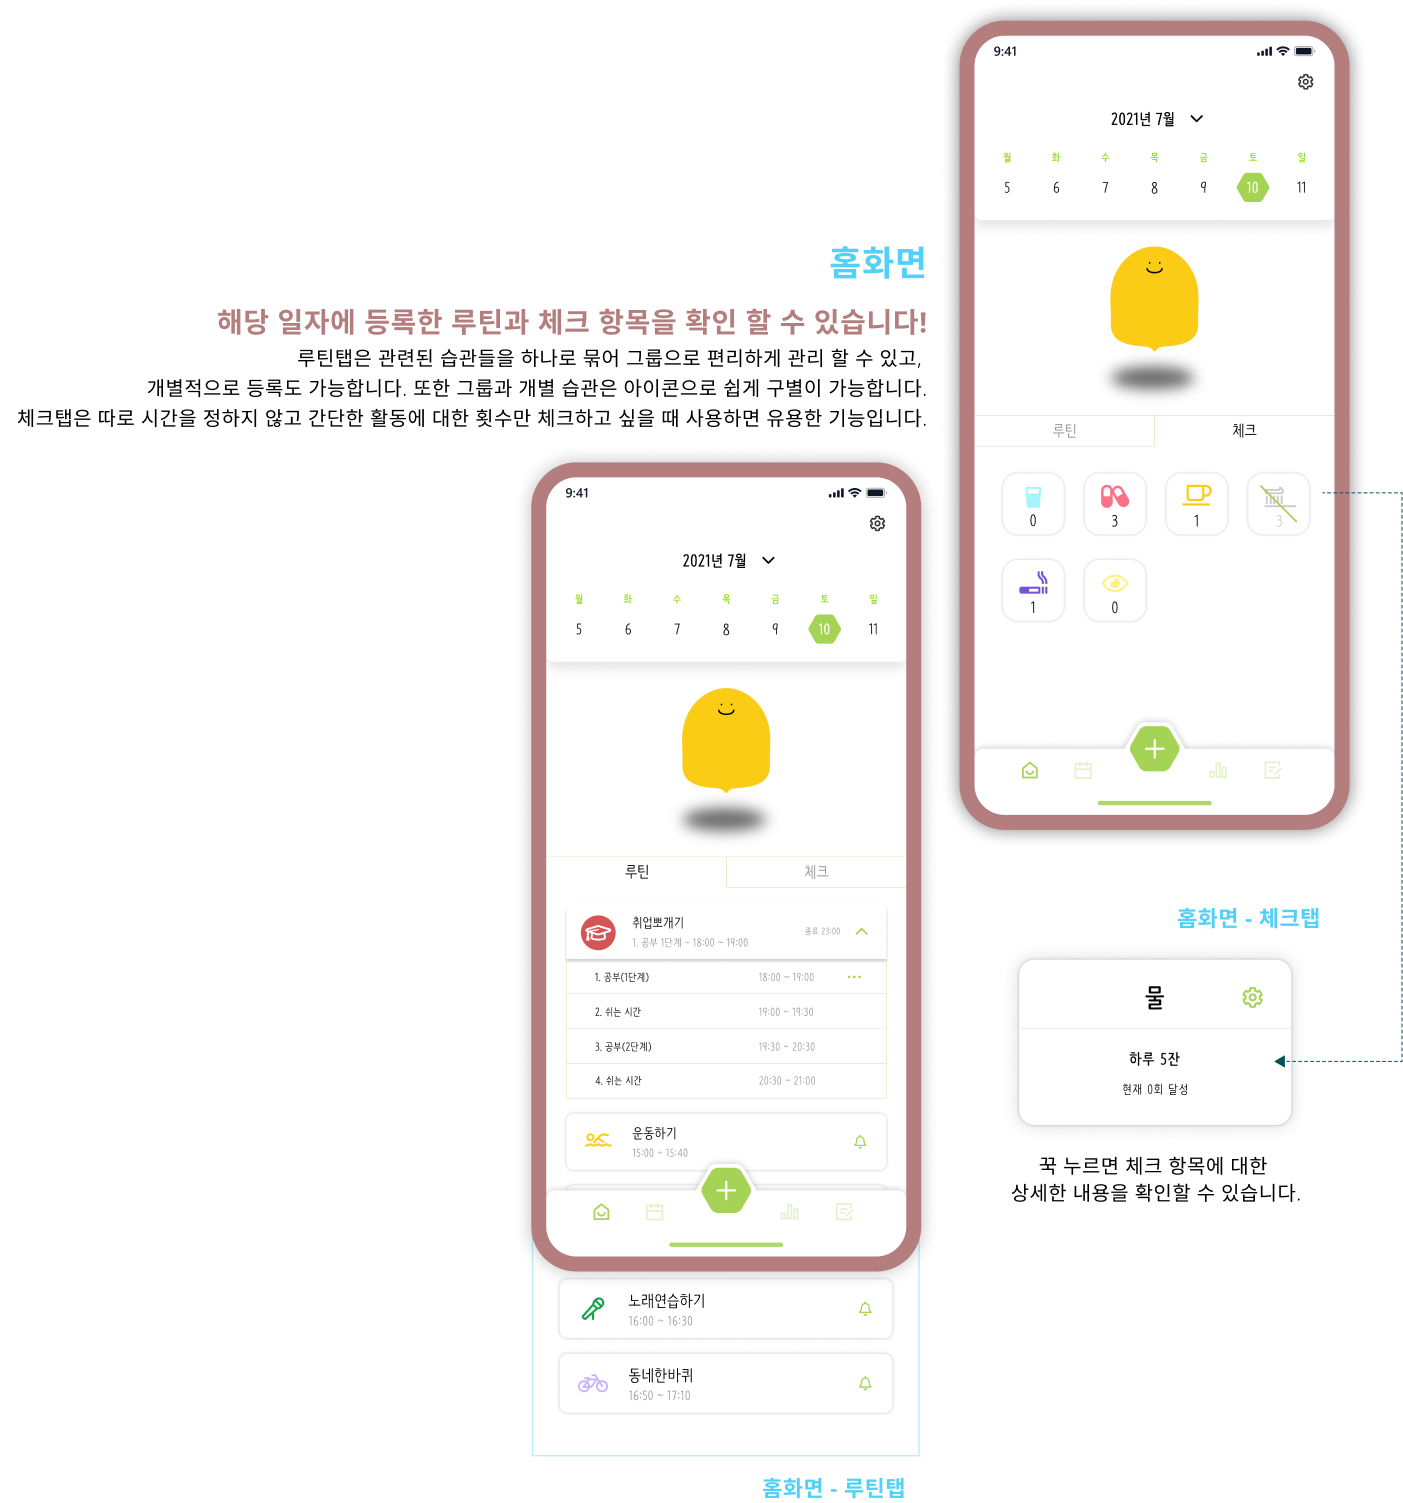 9:41
2021년 7월
월 화 수 목 금 토 일
5 6 7 8 9 10 11
루틴 체크
0 3 1 3
1 0
홈화면
해당 일자에 등록한 루틴과 체크 항목을 확인 할 수 있습니다!
루틴탭은 관련된 습관들을 하나로 묶어 그룹으로 편리하게 관리 할 수 있고,
개별적으로 등록도 가능합니다. 또한 그룹과 개별 습관은 아이콘으로 쉽게 구별이 가능합니다.
체크탭은 따로 시간을 정하지 않고 간단한 활동에 대한 횟수만 체크하고 싶을 때 사용하면 유용한 기능입니다.
9:41
2021년 7월
월 화 수 목 금 토 일
5 6 7 8 9 10 11
루틴 체크
취업뽀개기
1. 공부 1단계 - 18:00 ~ 19:00
종료 23:00
1. 공부(1단계) 18:00 ~ 19:00
2. 쉬는 시간 19:00 ~ 19:30
3. 공부(2단계) 19:30 ~ 20:30
4. 쉬는 시간 20:30 ~ 21:00
운동하기
15:00 ~ 15:40
노래연습하기
16:00 ~ 16:30
동네한바퀴
16:50 ~ 17:10
홈화면 - 루틴탭
홈화면 - 체크탭
물
하루 5잔
현재 0회 달성
꾹 누르면 체크 항목에 대한
상세한 내용을 확인할 수 있습니다.